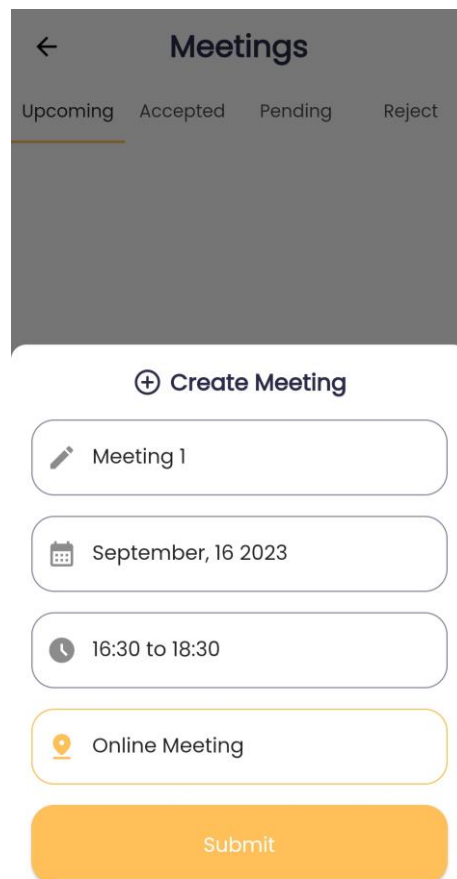 Meetings
Upcoming Accepted Pending Reject
Create Meeting
Meeting 1
September, 16 2023
16:30 to 18:30
Online Meeting
Submit